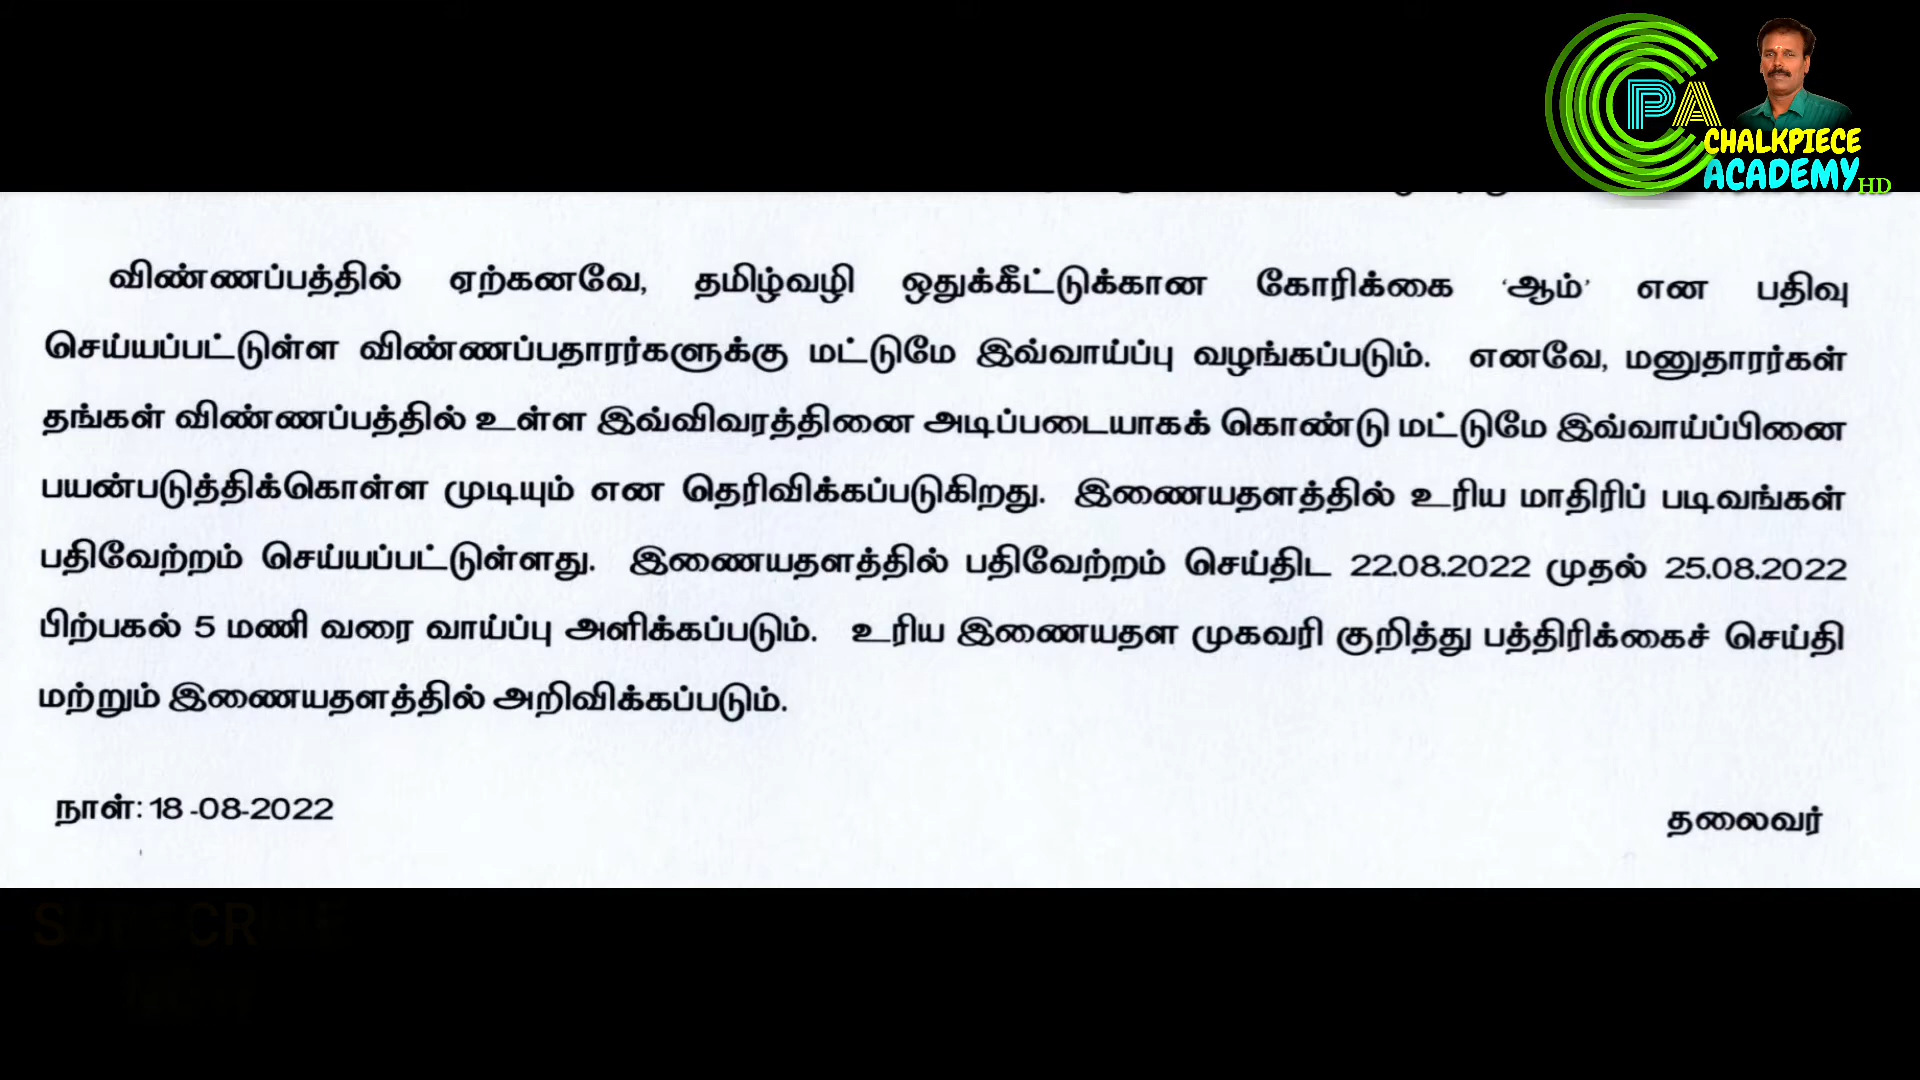 PA
CHALKPIECE
ACADEMY HD
விண்ணப்பத்தில் ஏற்கனவே, தமிழ்வழி ஒதுக்கீட்டுக்கான கோரிக்கை ‘ஆம்’ என பதிவு
செய்யப்பட்டுள்ள விண்ணப்பதாரர்களுக்கு மட்டுமே இவ்வாய்ப்பு வழங்கப்படும். எனவே, மனுதாரர்கள்
தங்கள் விண்ணப்பத்தில் உள்ள இவ்விவரத்தினை அடிப்படையாகக் கொண்டு மட்டுமே இவ்வாய்ப்பினை
பயன்படுத்திக்கொள்ள முடியும் என தெரிவிக்கப்படுகிறது. இணையதளத்தில் உரிய மாதிரிப் படிவங்கள்
பதிவேற்றம் செய்யப்பட்டுள்ளது. இணையதளத்தில் பதிவேற்றம் செய்திட 22.08.2022 முதல் 25.08.2022
பிற்பகல் 5 மணி வரை வாய்ப்பு அளிக்கப்படும். உரிய இணையதள முகவரி குறித்து பத்திரிக்கைச் செய்தி
மற்றும் இணையதளத்தில் அறிவிக்கப்படும்.
நாள்: 18-08-2022 தலைவர்